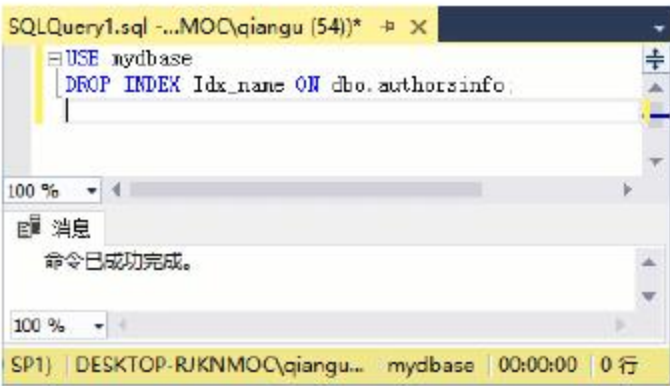 SQLQuery1.sql -...MOC\qiangu (54))*
USE mydbase
DROP INDEX Idx_name ON dbo.authorsinfo;
100 %
消息
命令已成功完成。
100 %
SP1) DESKTOP-RJKNMOC\qiangu... mydbase 00:00:00 0 行